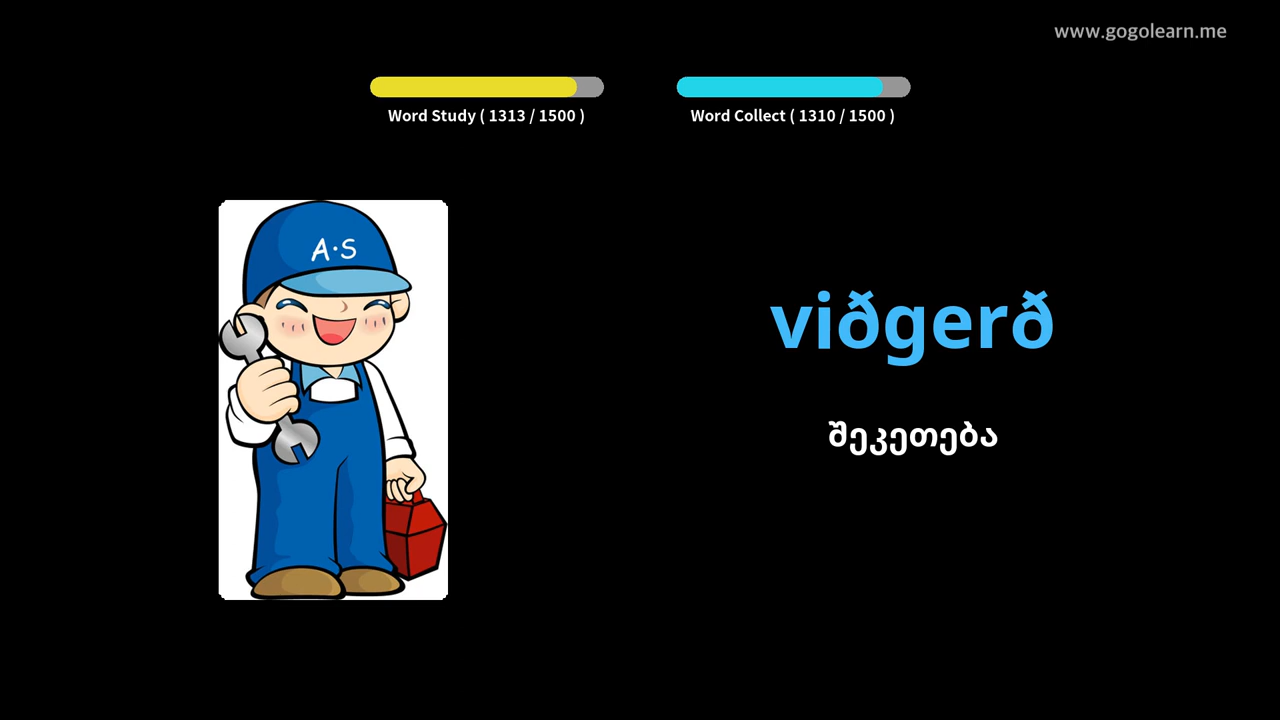 www.gogolearn.me
Word Study ( 1313 / 1500 )
Word Collect ( 1310 / 1500 )
A·S
viðgerð
შეკეთება